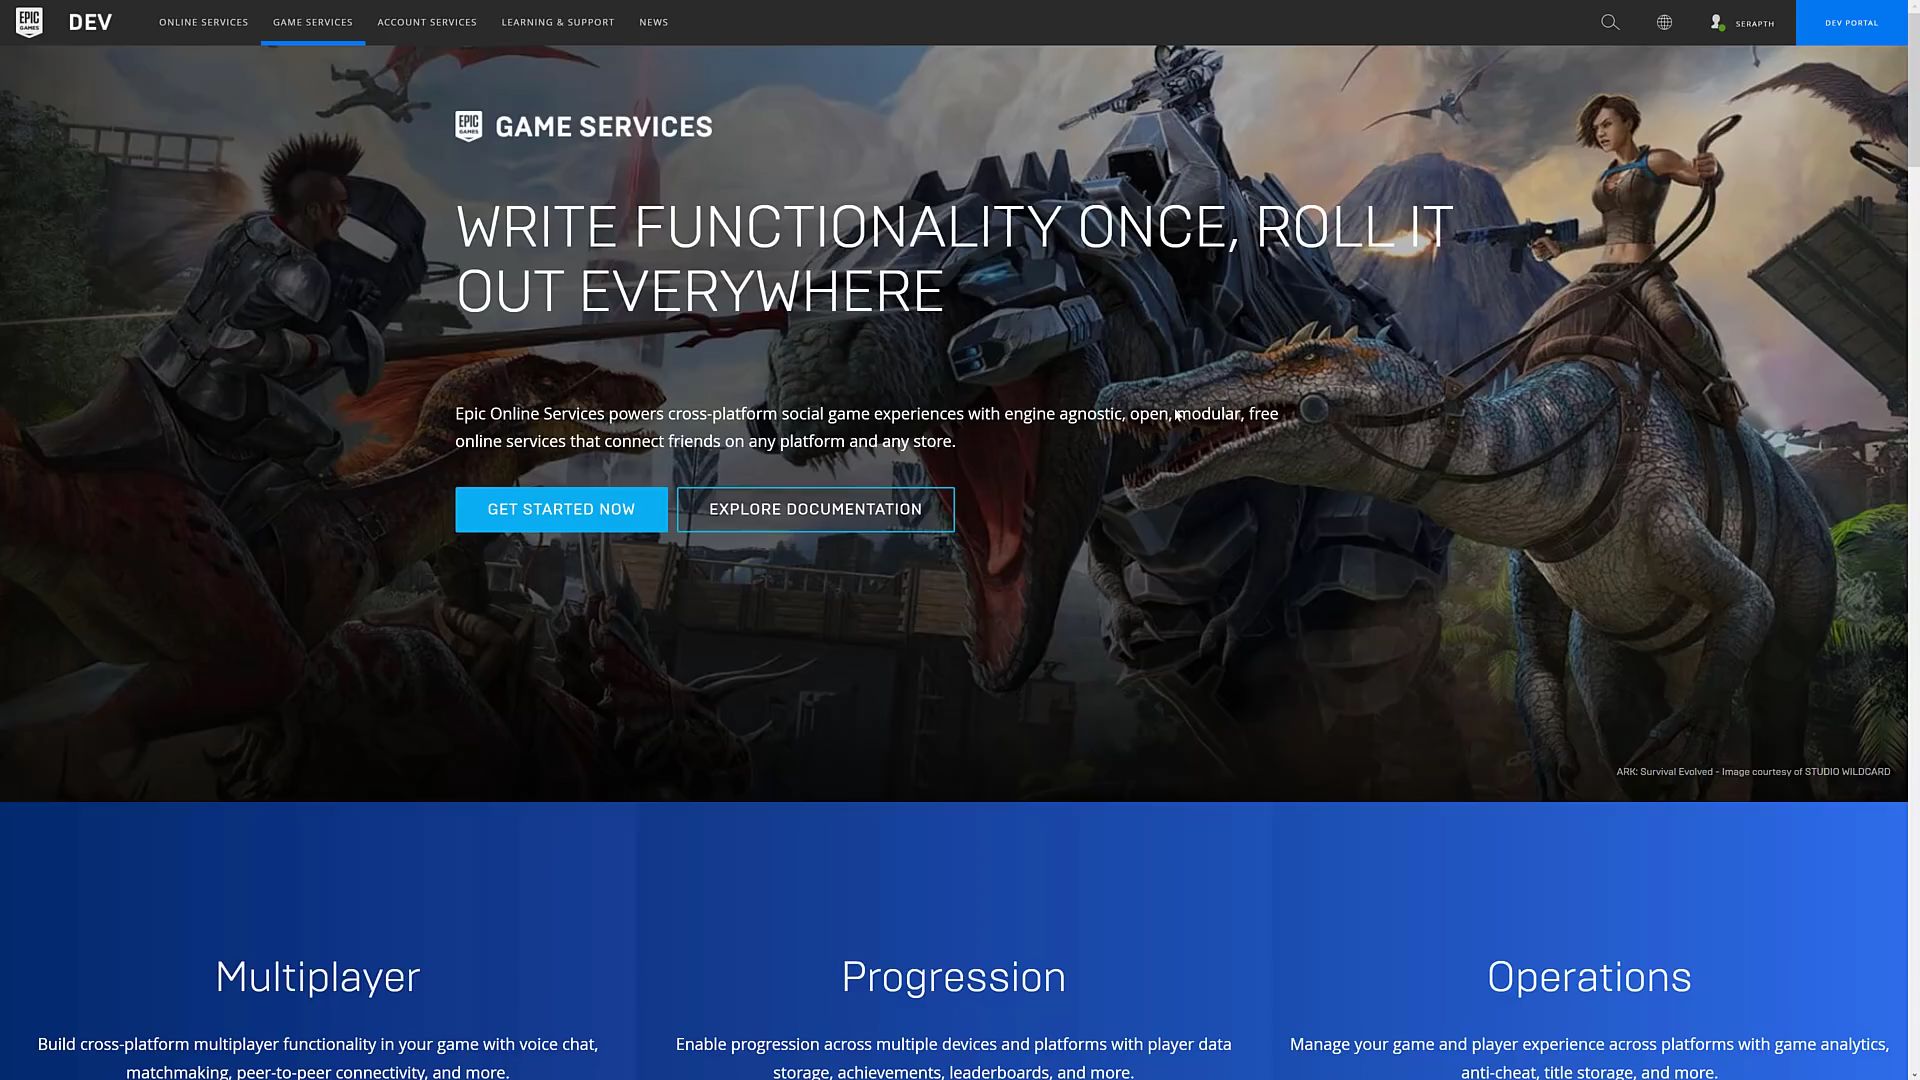 EPIC GAMES
DEV
ONLINE SERVICES
GAME SERVICES
ACCOUNT SERVICES
LEARNING & SUPPORT
NEWS
SERAPTH
DEV PORTAL
EPIC GAMES
GAME SERVICES
WRITE FUNCTIONALITY ONCE, ROLL IT
OUT EVERYWHERE
Epic Online Services powers cross-platform social game experiences with engine agnostic, open, modular, free
online services that connect friends on any platform and any store.
GET STARTED NOW
EXPLORE DOCUMENTATION
ARK: Survival Evolved - Image courtesy of STUDIO WILDCARD
Multiplayer
Build cross-platform multiplayer functionality in your game with voice chat,
matchmaking, peer-to-peer connectivity, and more.
Progression
Enable progression across multiple devices and platforms with player data
storage, achievements, leaderboards, and more.
Operations
Manage your game and player experience across platforms with game analytics,
anti-cheat, title storage, and more.